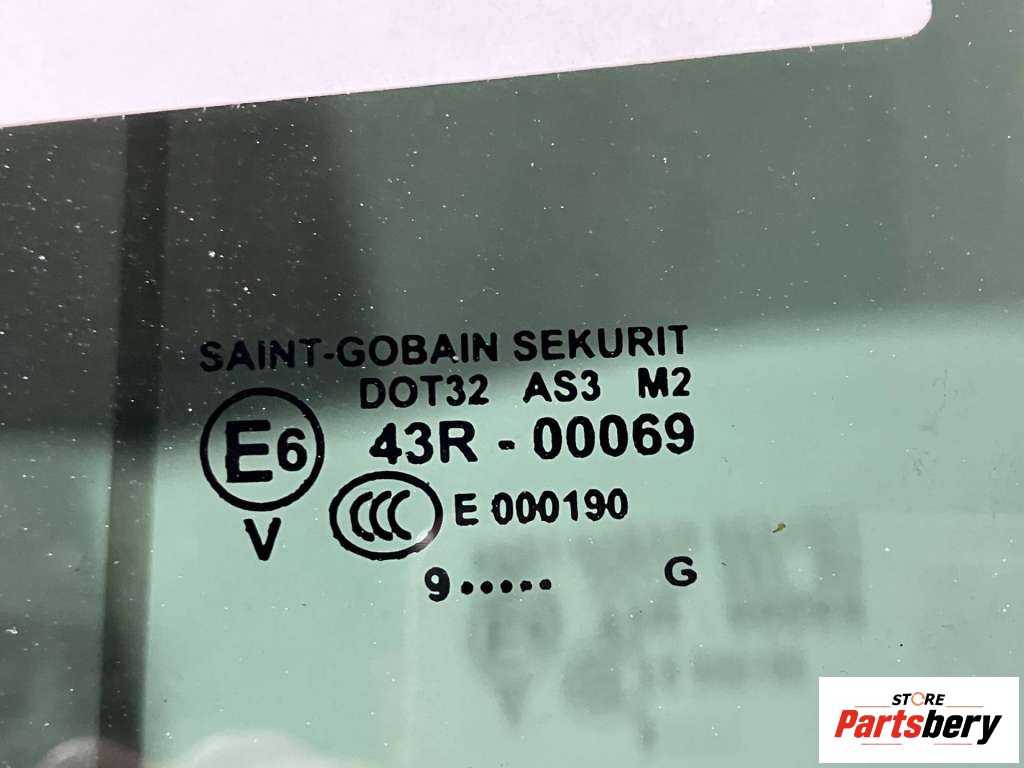 SAINT-GOBAIN SEKURIT
DOT32 AS3 M2
E6 43R - 00069
V CCC E 000190
9••••• G
STORE
Partsbery